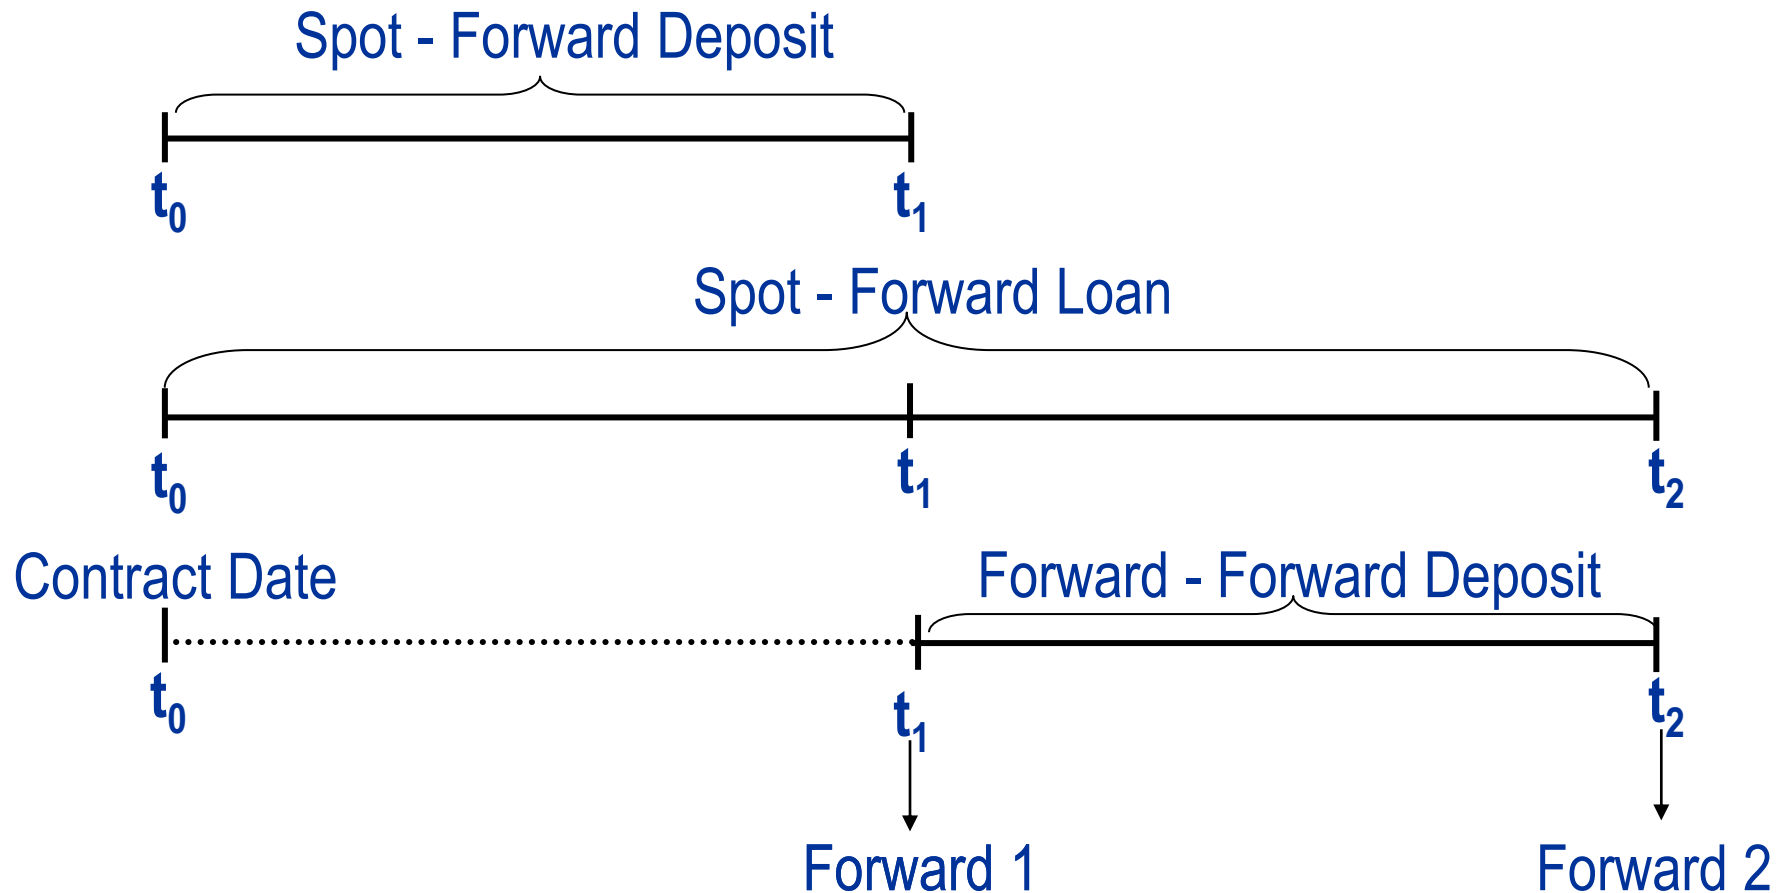 Spot - Forward Deposit
t0 t1
Spot - Forward Loan
t0 t1 t2
Contract Date Forward - Forward Deposit
t0 t1 t2
Forward 1 Forward 2